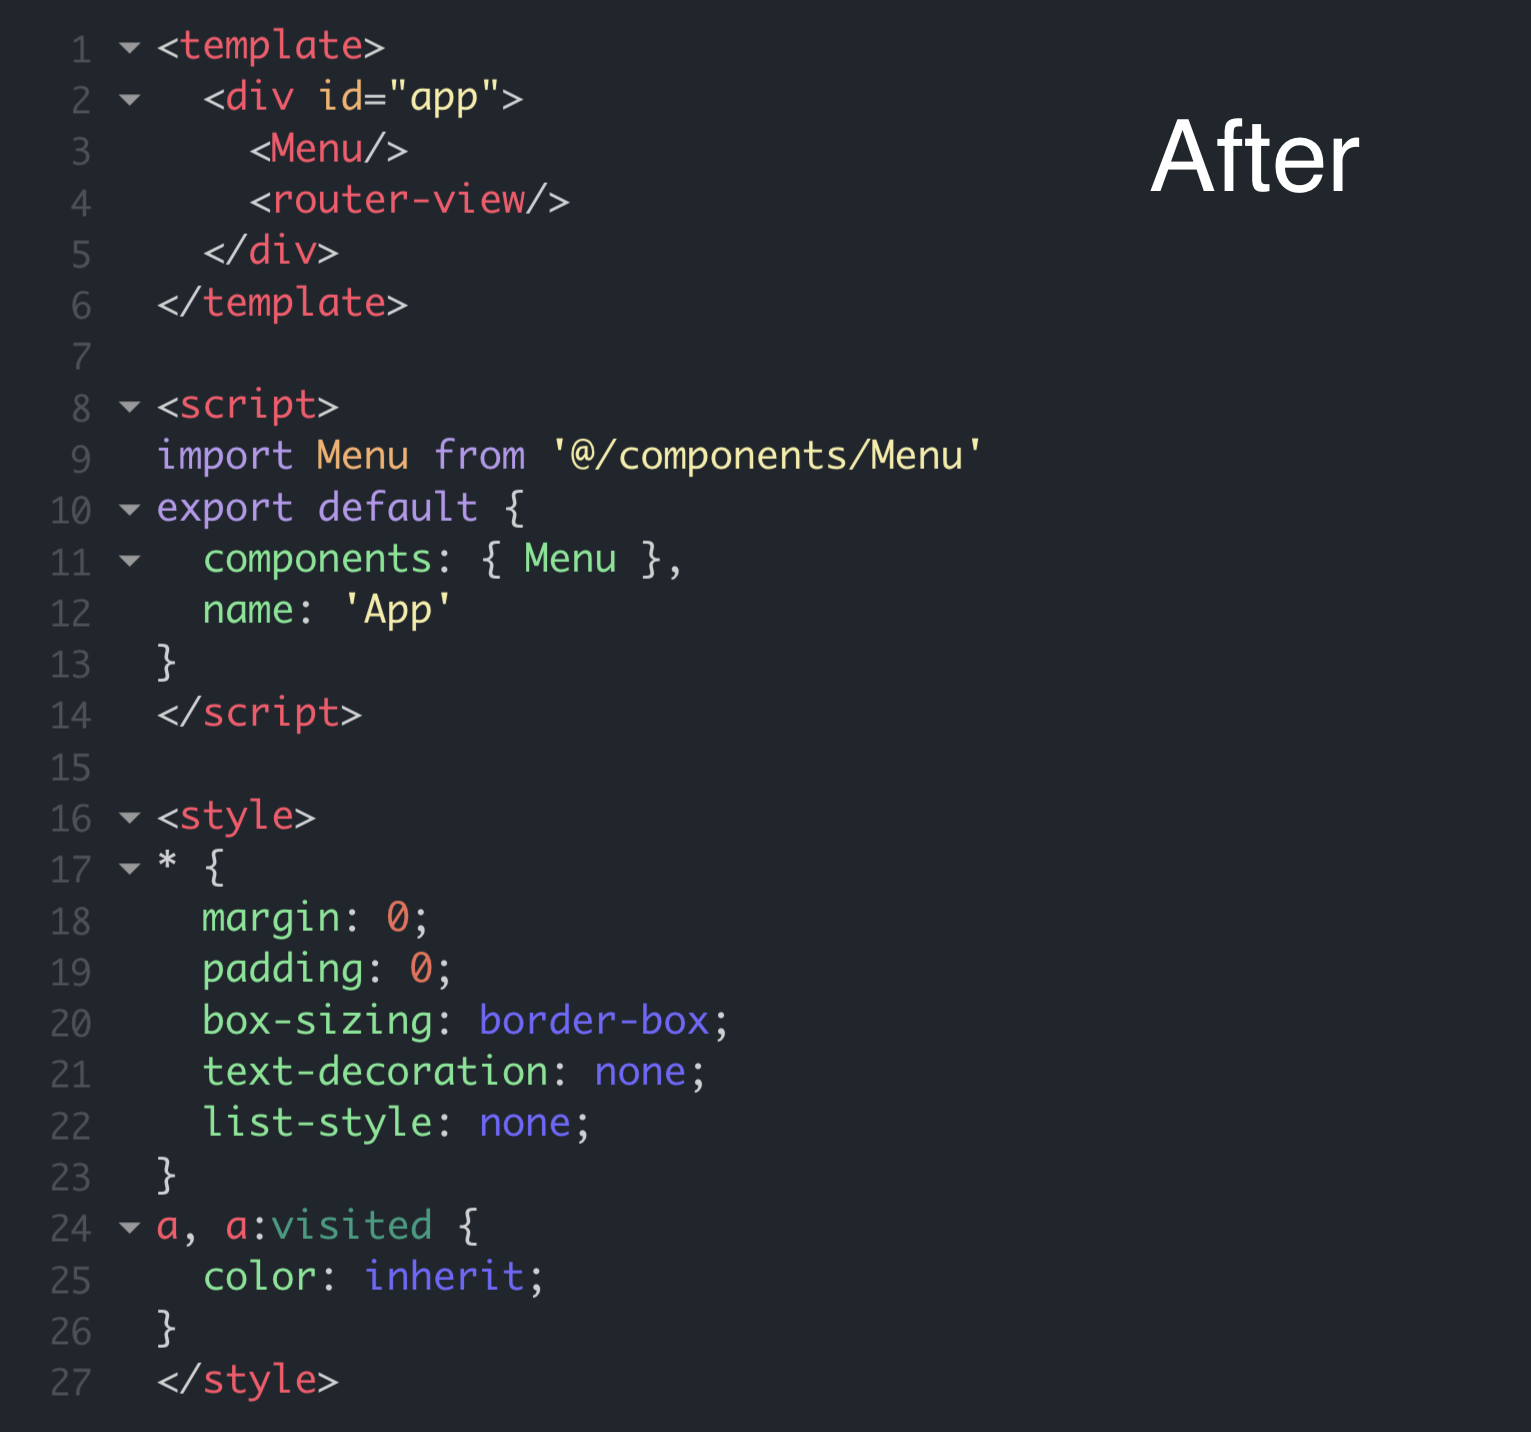 1 <template>
2   <div id="app">
3     <Menu/>
4     <router-view/>
5   </div>
6 </template>
7
8 <script>
9 import Menu from '@/components/Menu'
10 export default {
11   components: { Menu },
12   name: 'App'
13 }
14 </script>
15
16 <style>
17 * {
18   margin: 0;
19   padding: 0;
20   box-sizing: border-box;
21   text-decoration: none;
22   list-style: none;
23 }
24 a, a:visited {
25   color: inherit;
26 }
27 </style>
After